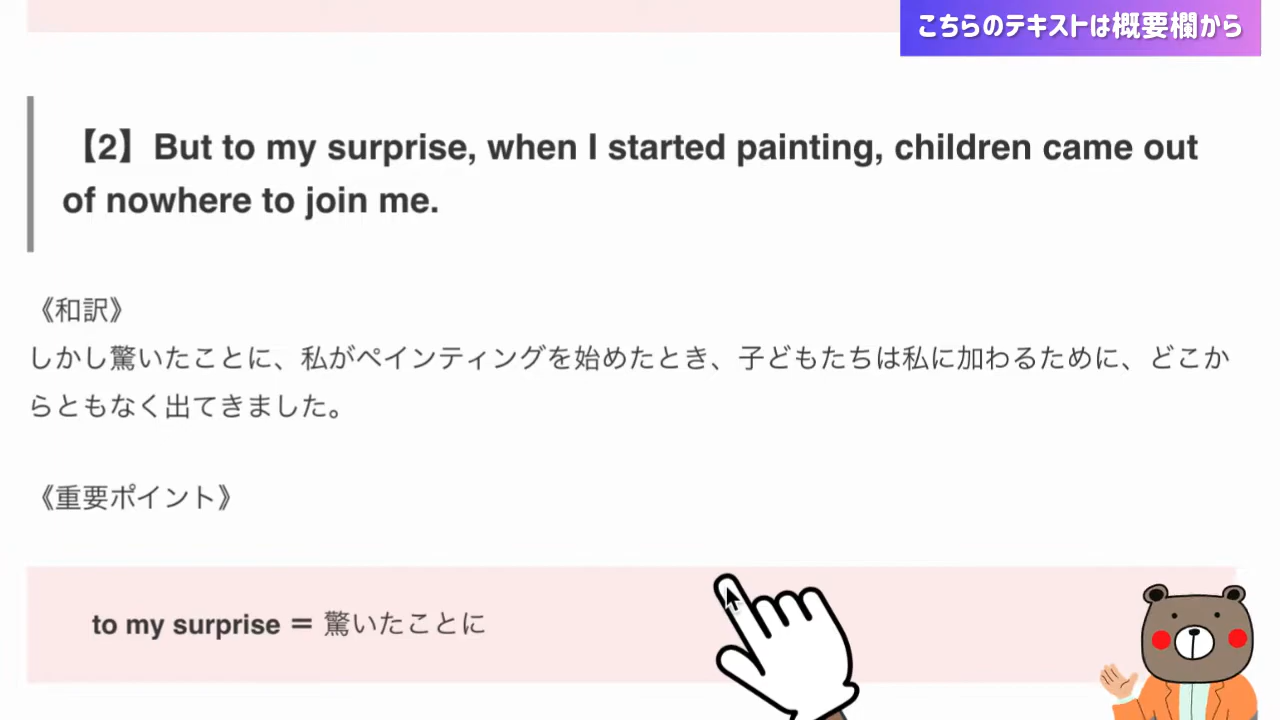 こちらのテキストは概要欄から
【2】But to my surprise, when I started painting, children came out
of nowhere to join me.
《和訳》
しかし驚いたことに、私がペインティングを始めたとき、子どもたちは私に加わるために、どこか
らともなく出てきました。
《重要ポイント》
to my surprise = 驚いたことに